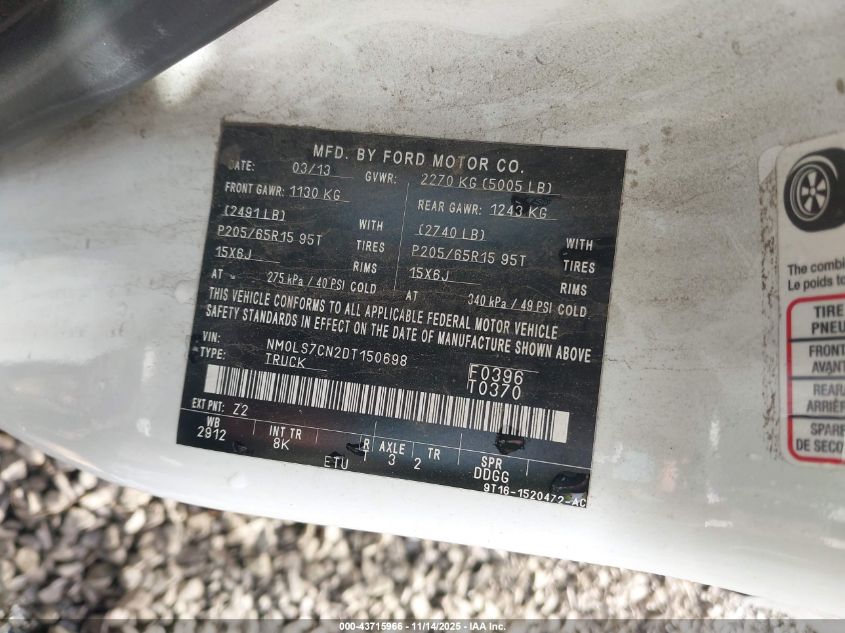 MFD. BY FORD MOTOR CO.
DATE: 03/13 GVWR: 2270 KG (5005 LB)
FRONT GAWR: 1130 KG REAR GAWR: 1243 KG
(2491 LB) WITH (2740 LB) WITH
P205/65R15 95T TIRES P205/65R15 95T TIRES
15X6J RIMS 15X6J RIMS
AT 275 kPa / 40 PSI COLD AT 340 kPa / 49 PSI COLD
THIS VEHICLE CONFORMS TO ALL APPLICABLE FEDERAL MOTOR VEHICLE
SAFETY STANDARDS IN EFFECT ON THE DATE OF MANUFACTURE SHOWN ABOVE
VIN: NM0LS7CN2DT150698 F0396
TYPE: TRUCK T0370
EXT PNT: Z2
WB INT TR R AXLE TR SPR
2912 8K ETU 3 2 DDGG
9T16-1520472-AC
The combin
Le poids to
TIRE
PNEU
FRONT
AVANT
REAR
ARRIÈR
SPARE
DE SECO
000-43715966 - 11/14/2025 - IAA Inc.